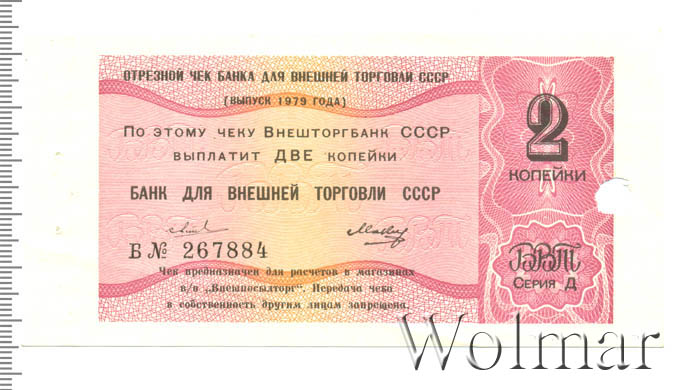 ОТРЕЗНОЙ ЧЕК БАНКА ДЛЯ ВНЕШНЕЙ ТОРГОВЛИ СССР
(ВЫПУСК 1979 ГОДА)
ПО ЭТОМУ ЧЕКУ ВНЕШТОРГБАНК СССР
ВЫПЛАТИТ ДВЕ КОПЕЙКИ
БАНК ДЛЯ ВНЕШНЕЙ ТОРГОВЛИ СССР
Б № 267884
Чек предназначен для расчетов в магазинах
в/о „Внешпосылторг". Передача чека
в собственность другим лицам запрещена.
2
КОПЕЙКИ
ВВТ
СЕРИЯ Д
Wolmar